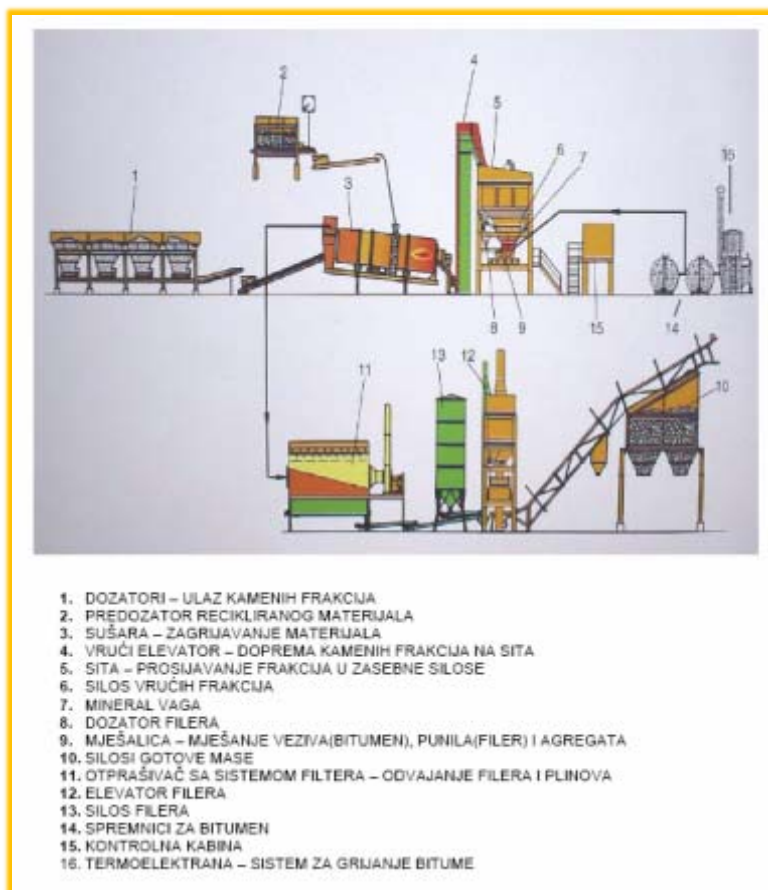 1
2
3
4
5
6
7
8
9
15
14
16
11
13
12
10
1. DOZATORI – ULAZ KAMENIH FRAKCIJA
2. PREDOZATOR RECIKLIRANOG MATERIJALA
3. SUŠARA – ZAGRIJAVANJE MATERIJALA
4. VRUĆI ELEVATOR – DOPREMA KAMENIH FRAKCIJA NA SITA
5. SITA – PROSIJAVANJE FRAKCIJA U ZASEBNE SILOSE
6. SILOS VRUĆIH FRAKCIJA
7. MINERAL VAGA
8. DOZATOR FILERA
9. MJEŠALICA – MJEŠANJE VEZIVA(BITUMEN), PUNILA(FILER) I AGREGATA
10. SILOSI GOTOVE MASE
11. OTPRAŠIVAČ SA SISTEMOM FILTERA – ODVAJANJE FILERA I PLINOVA
12. ELEVATOR FILERA
13. SILOS FILERA
14. SPREMNICI ZA BITUMEN
15. KONTROLNA KABINA
16. TERMOELEKTRANA – SISTEM ZA GRIJANJE BITUME